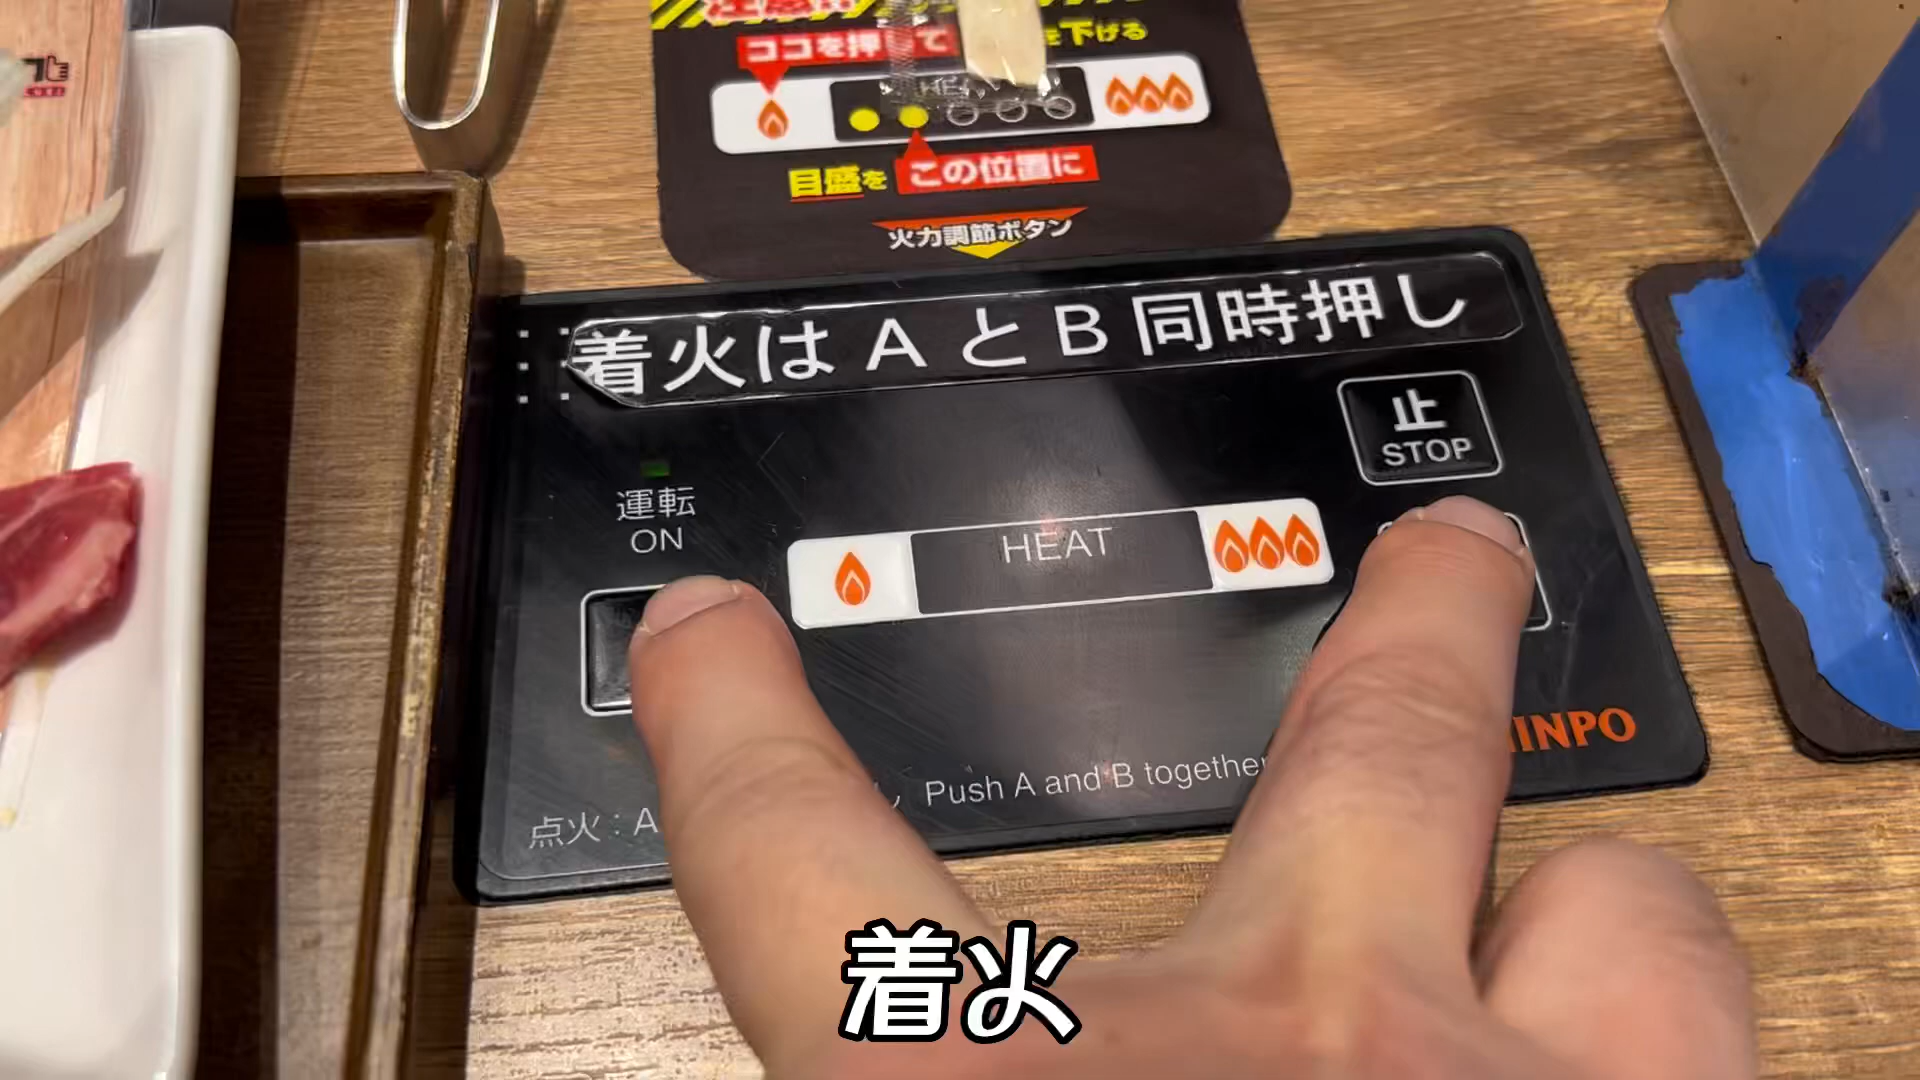 ココを押して
を下げる
HEAT
目盛を この位置に
火力調節ボタン
着火は A と B 同時押し
止
STOP
運転
ON
HEAT
INPO
Push A and B together
点火：A
着火